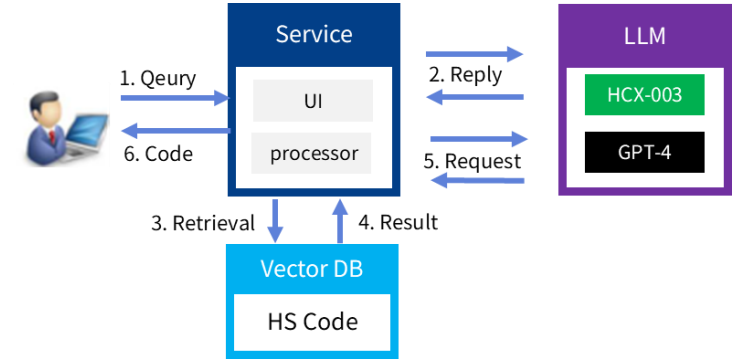 Service
LLM
1. Qeury
UI
2. Reply
HCX-003
6. Code
processor
5. Request
GPT-4
3. Retrieval
4. Result
Vector DB
HS Code